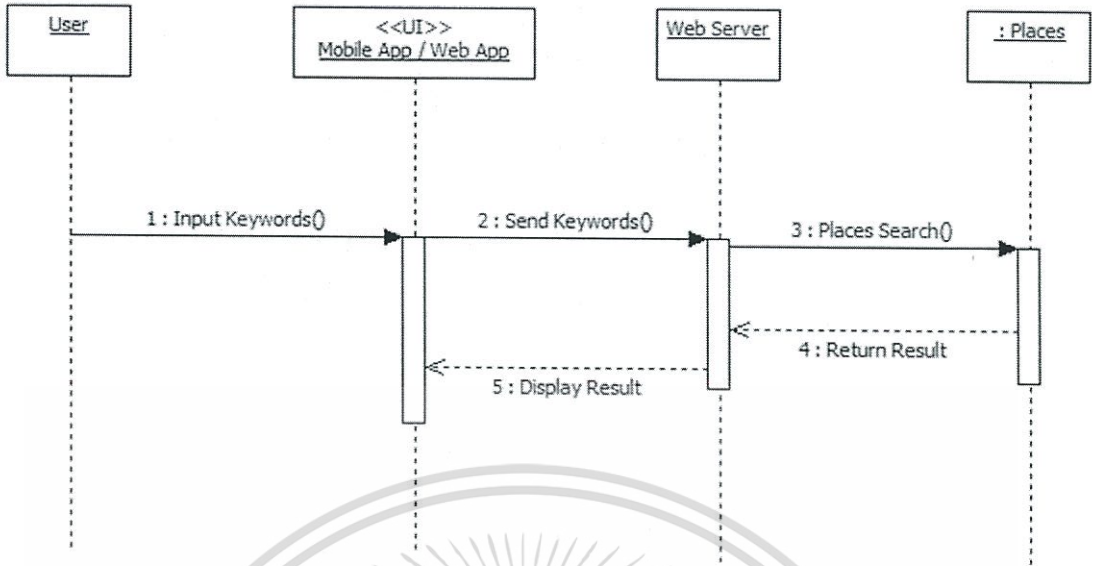 User
<<UI>>
Mobile App / Web App
Web Server
: Places
1 : Input Keywords()
2 : Send Keywords()
3 : Places Search()
4 : Return Result
5 : Display Result